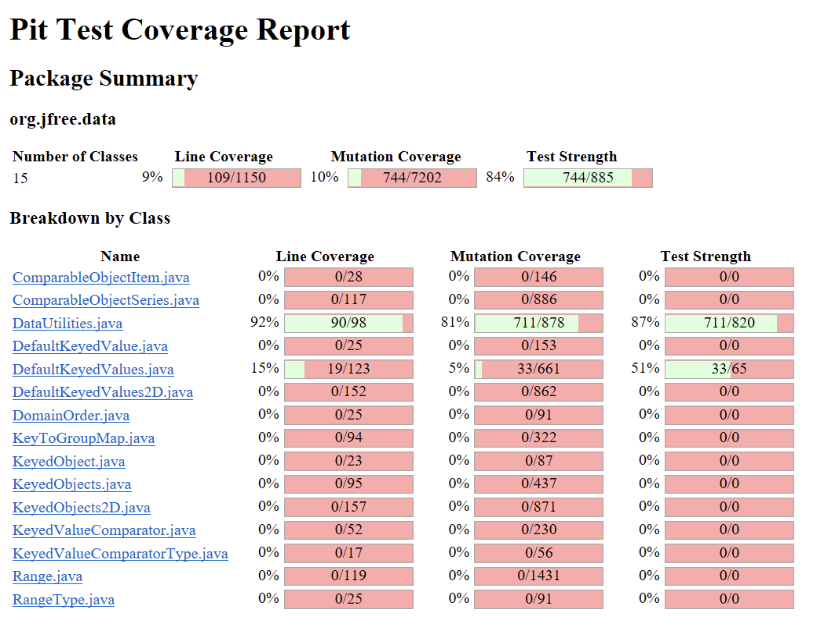 Pit Test Coverage Report
Package Summary
org.jfree.data
Number of Classes Line Coverage Mutation Coverage Test Strength
15 9% 109/1150 10% 744/7202 84% 744/885
Breakdown by Class
Name Line Coverage Mutation Coverage Test Strength
ComparableObjectItem.java 0% 0/28 0% 0/146 0% 0/0
ComparableObjectSeries.java 0% 0/117 0% 0/886 0% 0/0
DataUtilities.java 92% 90/98 81% 711/878 87% 711/820
DefaultKeyedValue.java 0% 0/25 0% 0/153 0% 0/0
DefaultKeyedValues.java 15% 19/123 5% 33/661 51% 33/65
DefaultKeyedValues2D.java 0% 0/152 0% 0/862 0% 0/0
DomainOrder.java 0% 0/25 0% 0/91 0% 0/0
KeyToGroupMap.java 0% 0/94 0% 0/322 0% 0/0
KeyedObject.java 0% 0/23 0% 0/87 0% 0/0
KeyedObjects.java 0% 0/95 0% 0/437 0% 0/0
KeyedObjects2D.java 0% 0/157 0% 0/871 0% 0/0
KeyedValueComparator.java 0% 0/52 0% 0/230 0% 0/0
KeyedValueComparatorType.java 0% 0/17 0% 0/56 0% 0/0
Range.java 0% 0/119 0% 0/1431 0% 0/0
RangeType.java 0% 0/25 0% 0/91 0% 0/0